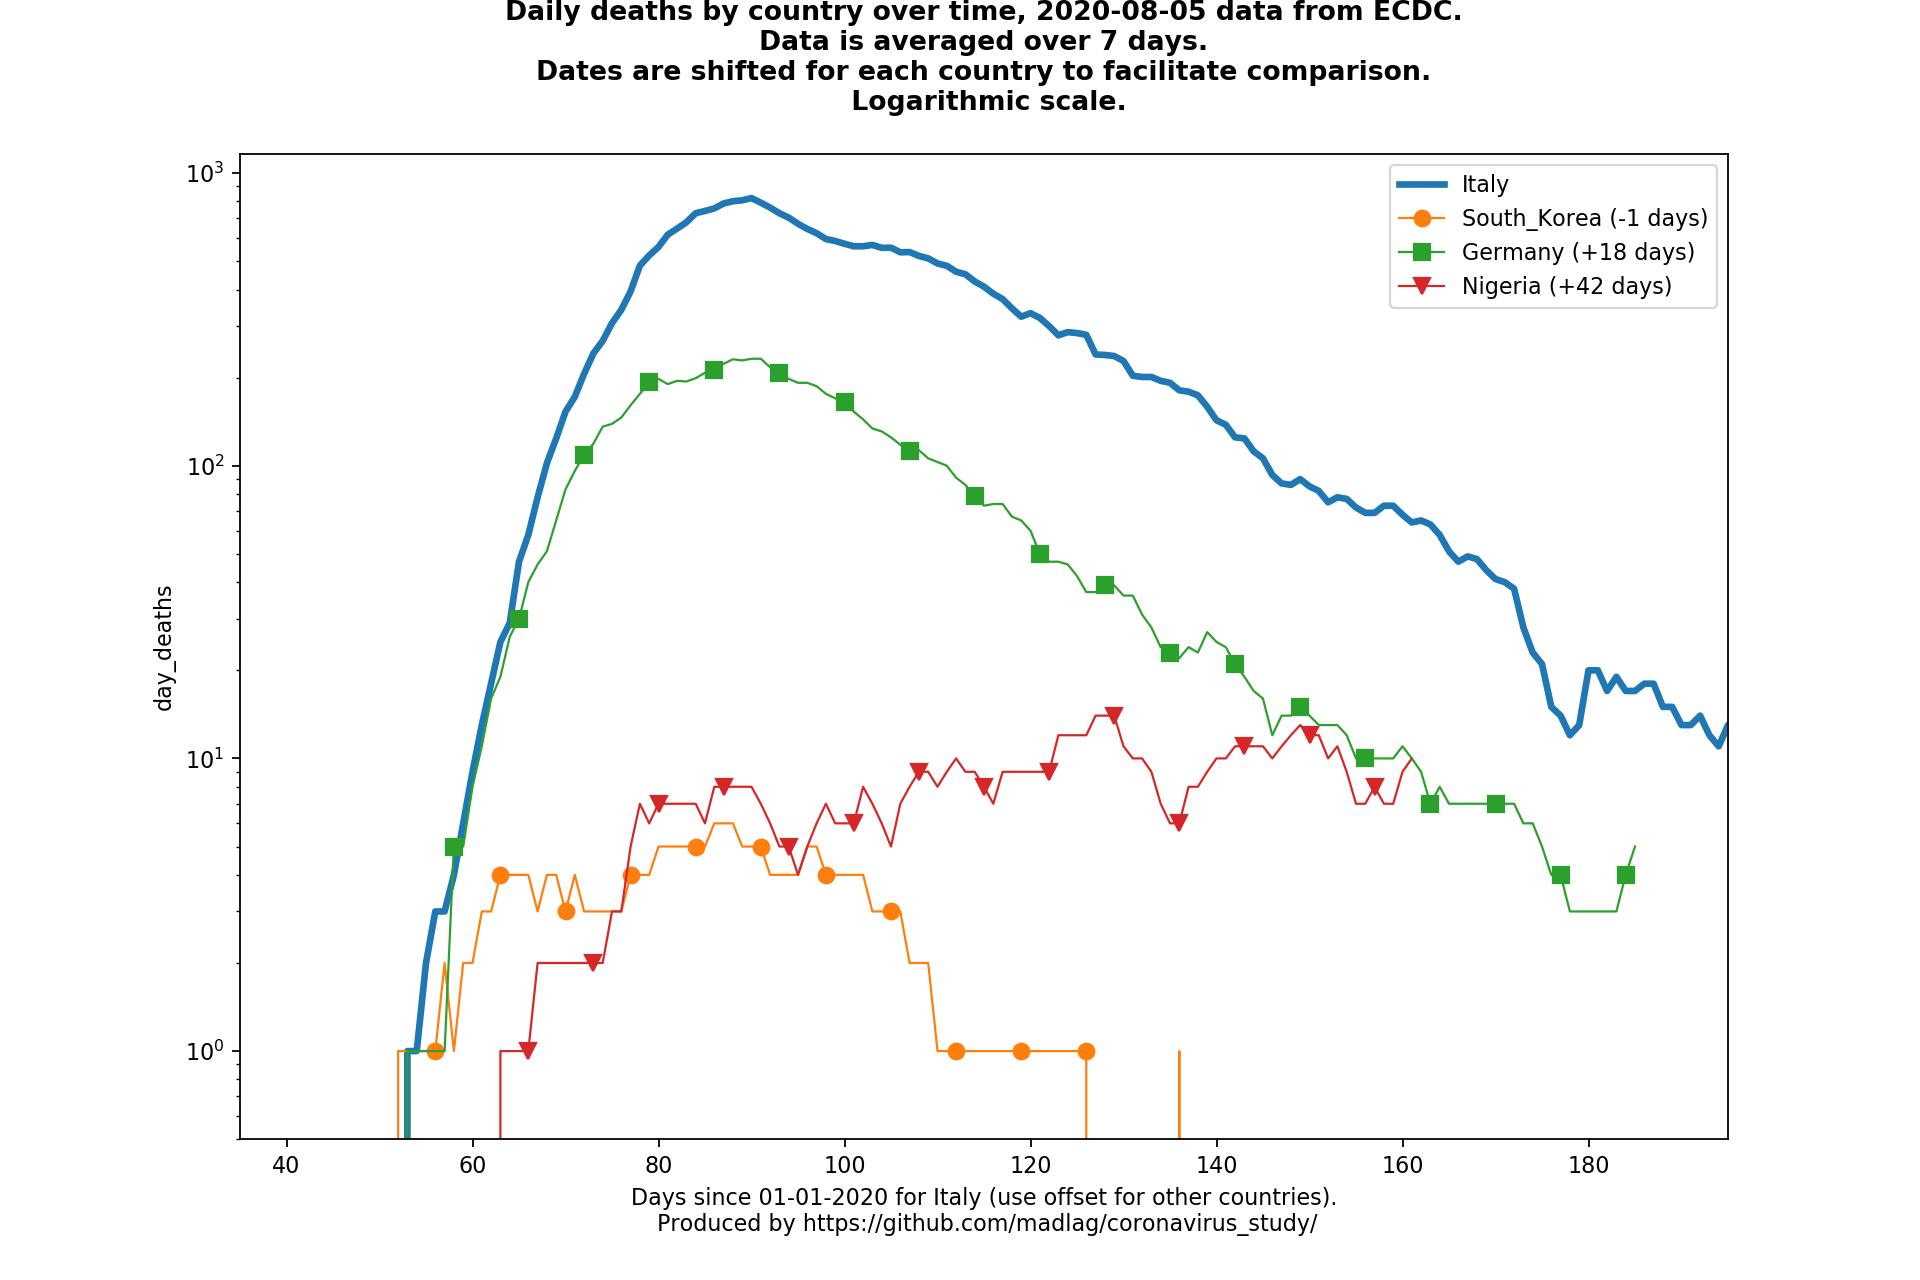 Daily deaths by country over time, 2020-08-05 data from ECDC.
Data is averaged over 7 days.
Dates are shifted for each country to facilitate comparison.
Logarithmic scale.
10³
10²
10¹
10⁰
day_deaths
Italy
South_Korea (-1 days)
Germany (+18 days)
Nigeria (+42 days)
40 60 80 100 120 140 160 180
Days since 01-01-2020 for Italy (use offset for other countries).
Produced by https://github.com/madlag/coronavirus_study/